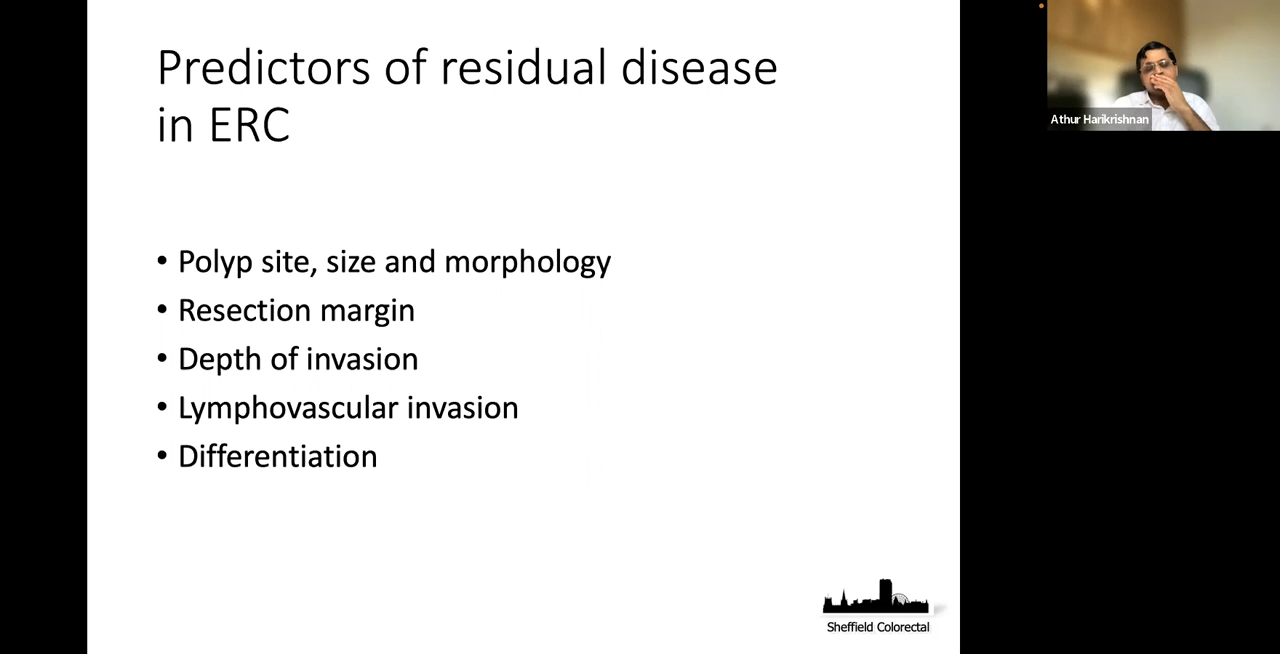 Predictors of residual disease
in ERC
• Polyp site, size and morphology
• Resection margin
• Depth of invasion
• Lymphovascular invasion
• Differentiation
Sheffield Colorectal
Athur Harikrishnan